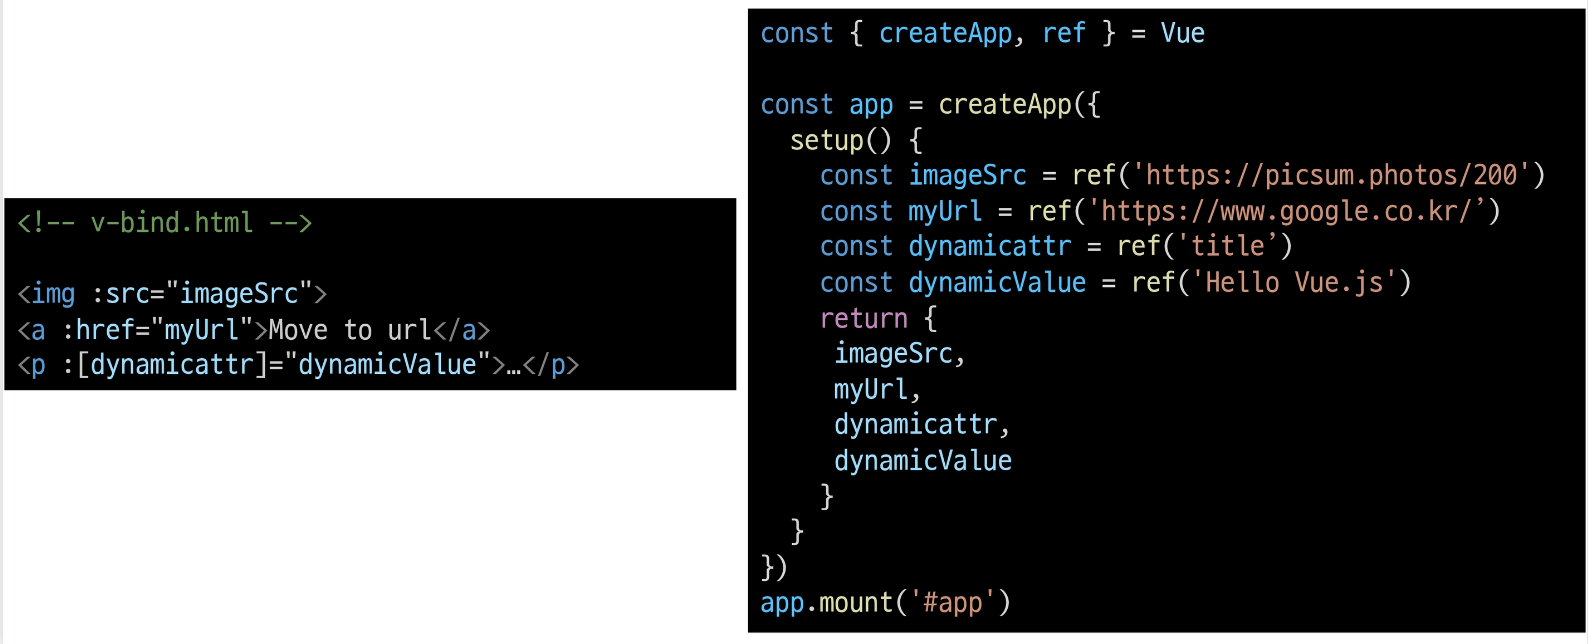 <!-- v-bind.html -->
<img :src="imageSrc">
<a :href="myUrl">Move to url</a>
<p :[dynamicattr]="dynamicValue">…</p>
const { createApp, ref } = Vue
const app = createApp({
setup() {
const imageSrc = ref('https://picsum.photos/200')
const myUrl = ref('https://www.google.co.kr/’)
const dynamicattr = ref('title’)
const dynamicValue = ref('Hello Vue.js')
return {
imageSrc,
myUrl,
dynamicattr,
dynamicValue
}
}
})
app.mount('#app')